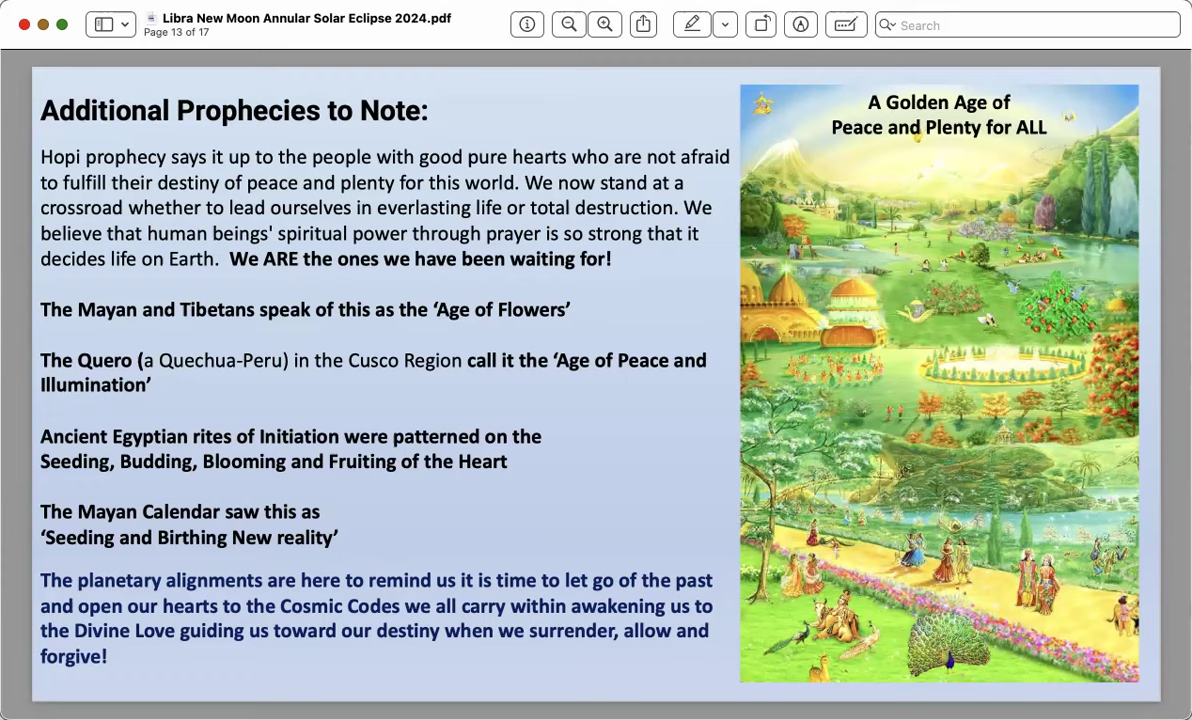 Libra New Moon Annular Solar Eclipse 2024.pdf
Page 13 of 17
Search
Additional Prophecies to Note:
Hopi prophecy says it up to the people with good pure hearts who are not afraid
to fulfill their destiny of peace and plenty for this world. We now stand at a
crossroad whether to lead ourselves in everlasting life or total destruction. We
believe that human beings' spiritual power through prayer is so strong that it
decides life on Earth.  We ARE the ones we have been waiting for!
The Mayan and Tibetans speak of this as the ‘Age of Flowers’
The Quero (a Quechua-Peru) in the Cusco Region call it the ‘Age of Peace and
Illumination’
Ancient Egyptian rites of Initiation were patterned on the
Seeding, Budding, Blooming and Fruiting of the Heart
The Mayan Calendar saw this as
‘Seeding and Birthing New reality’
The planetary alignments are here to remind us it is time to let go of the past
and open our hearts to the Cosmic Codes we all carry within awakening us to
the Divine Love guiding us toward our destiny when we surrender, allow and
forgive!
A Golden Age of
Peace and Plenty for ALL